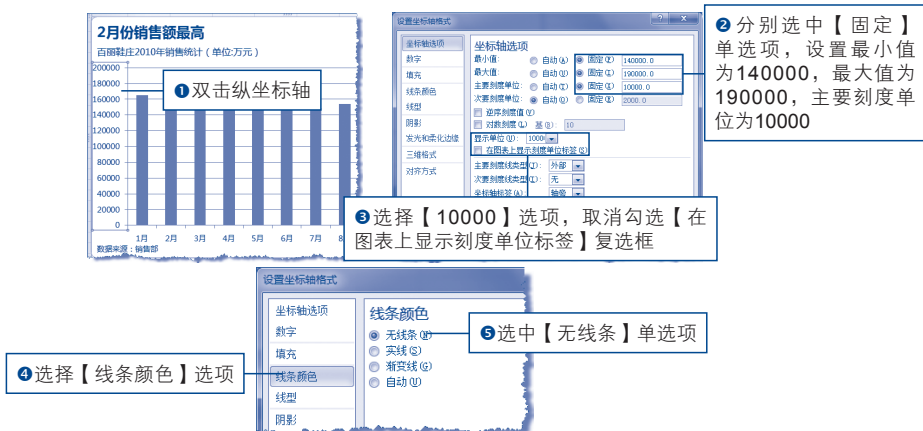 2月份销售额最高
百丽鞋庄2010年销售统计（单位:万元）
200000
180000
160000
140000
120000
100000
80000
60000
40000
20000
0
1月 2月 3月 4月 5月 6月 7月
数据来源：销售部
❶双击纵坐标轴
设置坐标轴格式
坐标轴选项
数字
填充
线条颜色
线型
阴影
发光和柔化边缘
三维格式
对齐方式
坐标轴选项
最小值: 自动(A) 固定(F) 140000.0
最大值: 自动(U) 固定(I) 190000.0
主要刻度单位: 自动(T) 固定(X) 10000.0
次要刻度单位: 自动(O) 固定(E) 2000.0
逆序刻度值(V)
对数刻度(L) 基(B): 10
显示单位(U): 1000
在图表上显示刻度单位标签(S)
主要刻度线类型(J): 外部
次要刻度线类型(I): 无
坐标轴标签(A): 轴旁
❷分别选中【固定】
单选项，设置最小值
为140000，最大值为
190000，主要刻度单
位为10000
❸选择【10000】选项，取消勾选【在
图表上显示刻度单位标签】复选框
设置坐标轴格式
坐标轴选项
数字
填充
线条颜色
线型
阴影
线条颜色
无线条(N)
实线(S)
渐变线(G)
自动(U)
❹选择【线条颜色】选项
❺选中【无线条】单选项